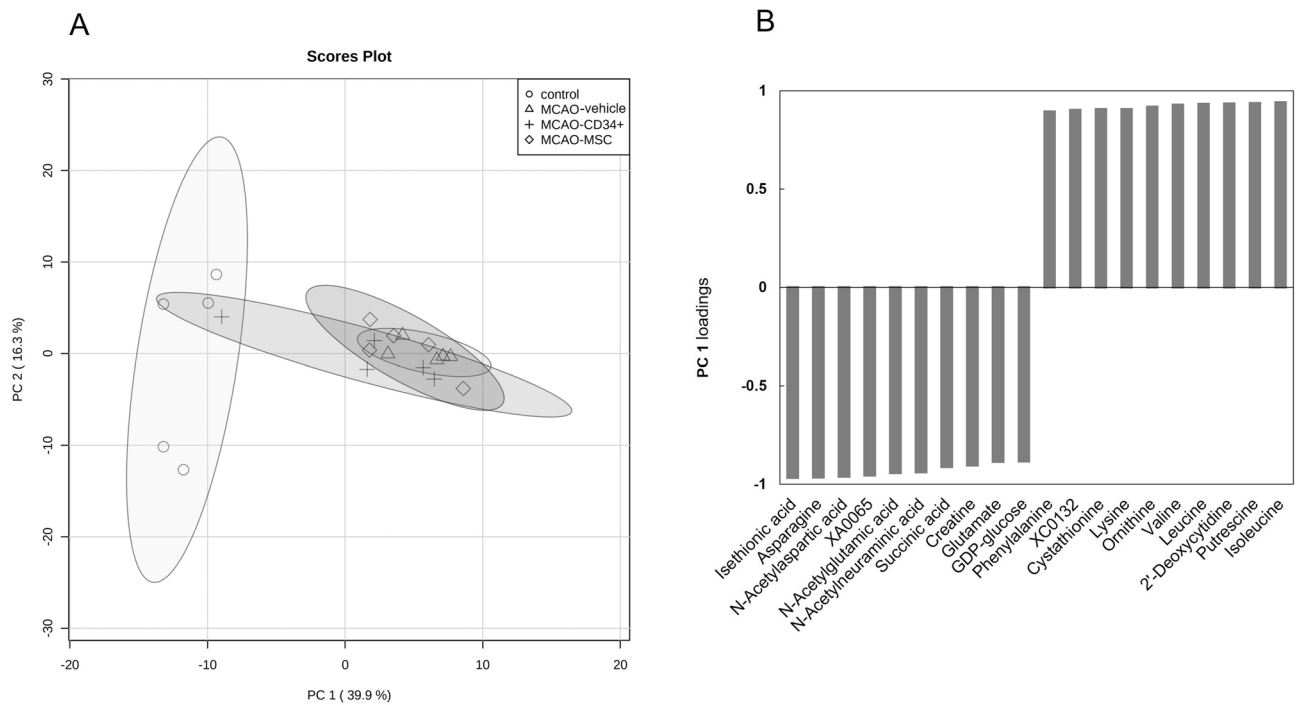 A
Scores Plot
control
MCAO-vehicle
MCAO-CD34+
MCAO-MSC
30
20
10
0
-10
-20
-30
PC 2 ( 16.3 %)
-20
-10
0
10
20
PC 1 ( 39.9 %)
B
1
0.5
0
-0.5
-1
PC 1 loadings
Isethionic acid
Asparagine
N-Acetylaspartic acid
XA0065
N-Acetylglutamic acid
N-Acetylneuraminic acid
Succinic acid
Creatine
Glutamate
GDP-glucose
Phenylalanine
XC0132
Cystathionine
Lysine
Ornithine
Valine
Leucine
2'-Deoxycytidine
Putrescine
Isoleucine